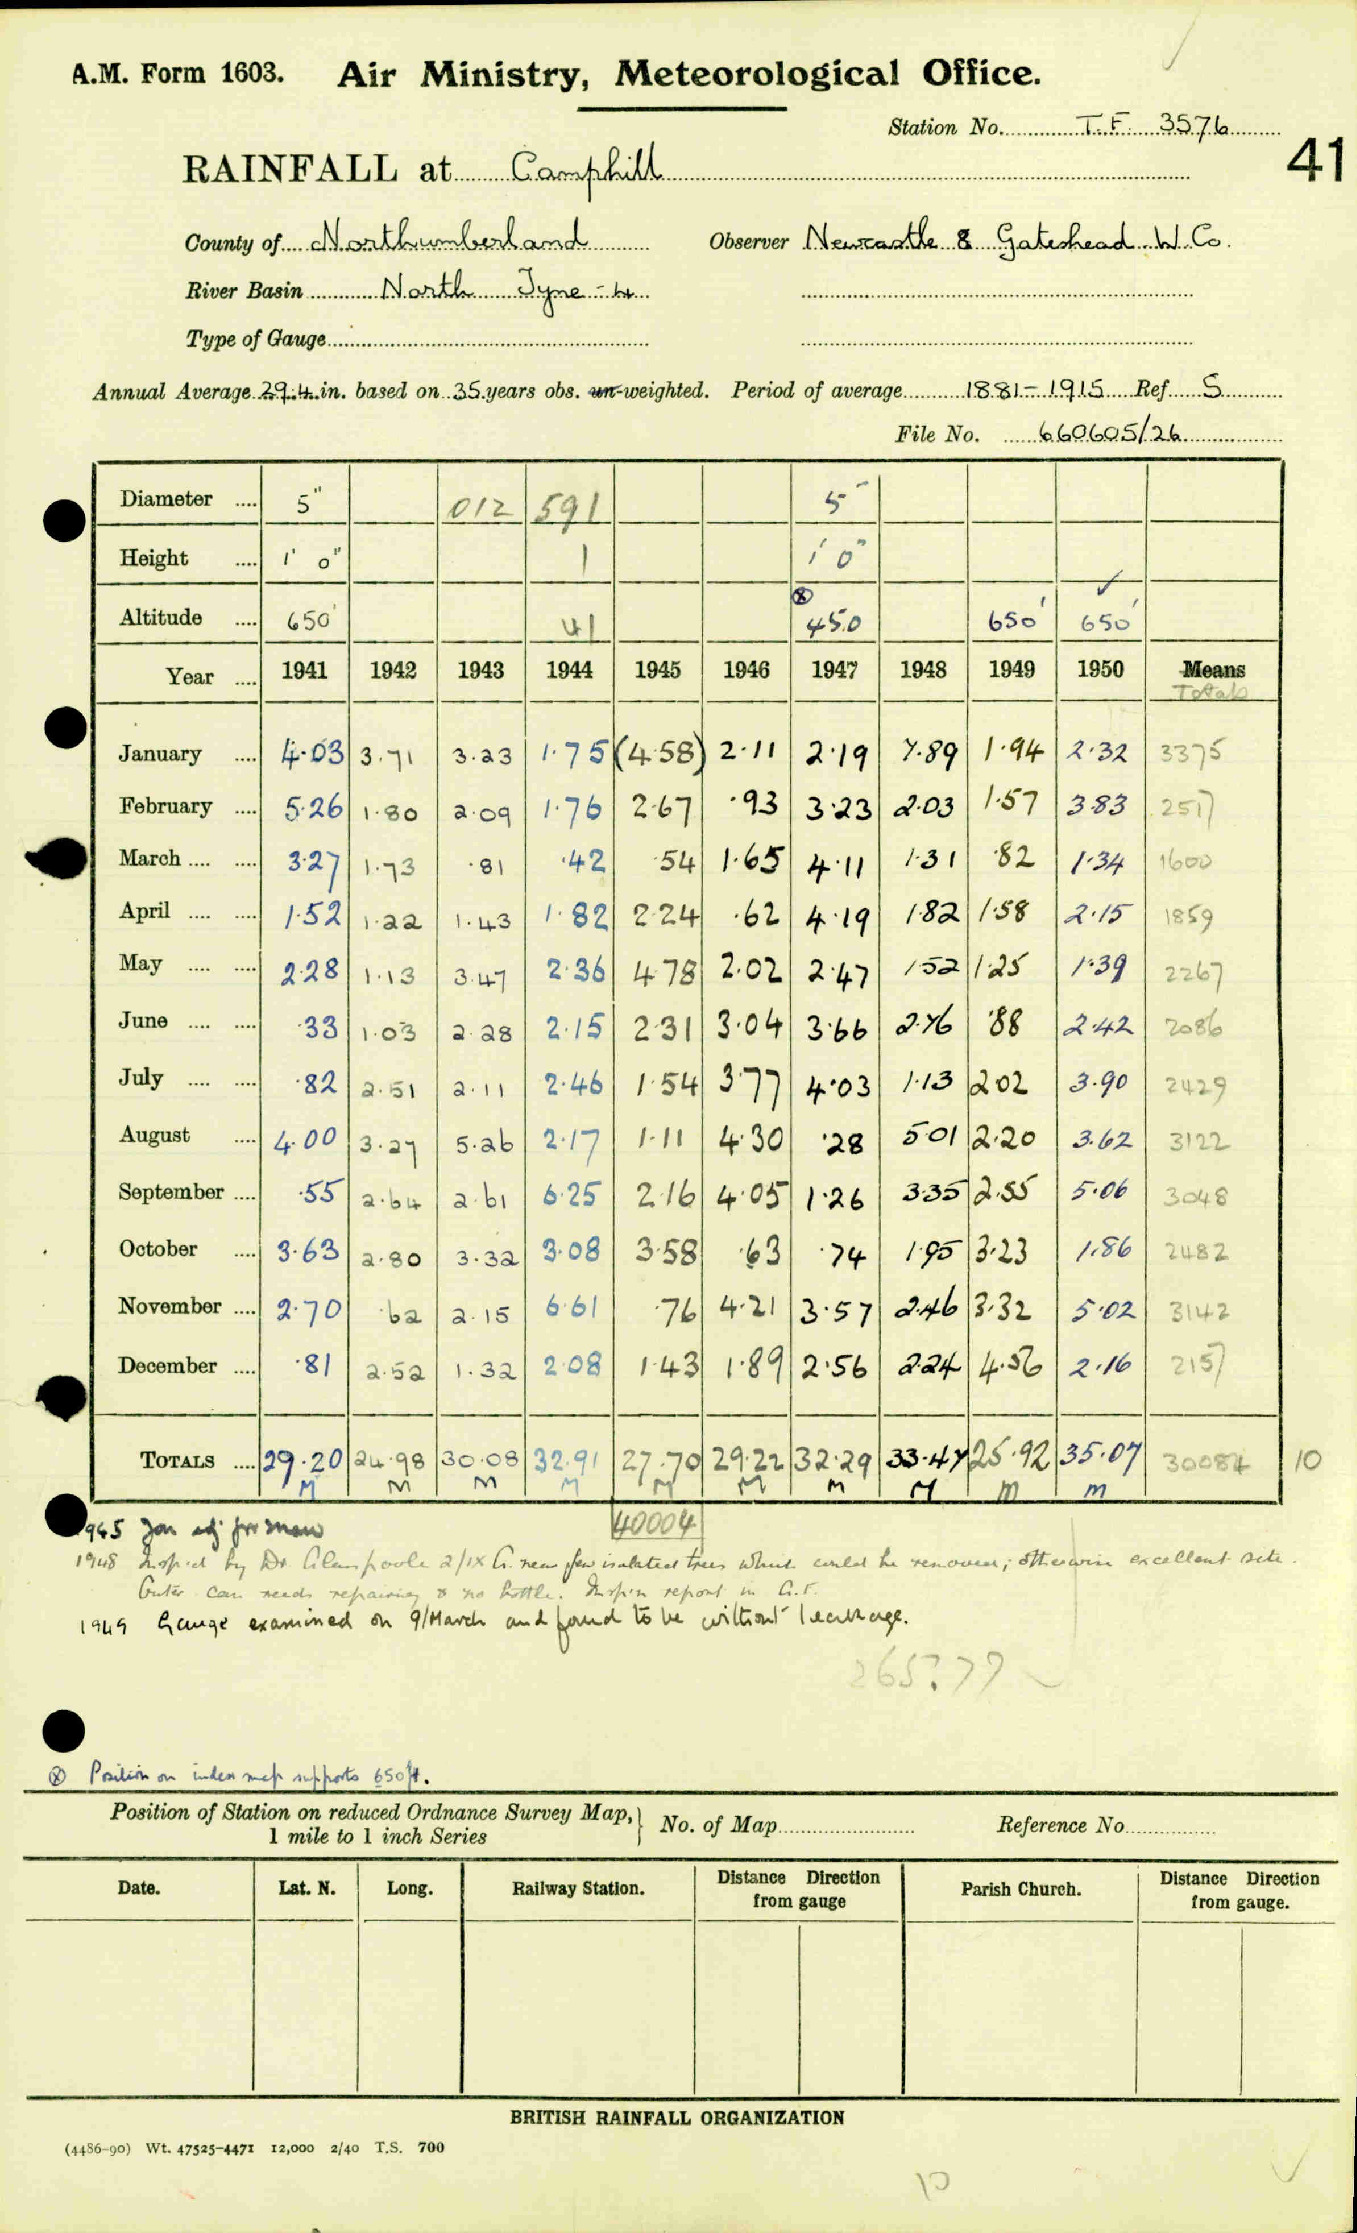 A.M. Form 1603. Air Ministry, Meteorological Office.
Station No. T.F. 3576
41
RAINFALL at Camphill
County of Northumberland Observer Newcastle & Gateshead W. Co.
River Basin North Tyne - 4
Type of Gauge
Annual Average 29.4 in. based on 35 years obs. un-weighted. Period of average 1881-1915 Ref S
File No. 660605/26
Diameter .... 5" 012 591 5"
Height .... 1' 0" 1 1' 0"
Altitude .... 650' 41 ⊗ 450 650' 650' ✓
Year .... 1941 1942 1943 1944 1945 1946 1947 1948 1949 1950 Means
Totals
January .... 4.03 3.71 3.23 1.75 (4.58) 2.11 2.19 7.89 1.94 2.32 3375
February .... 5.26 1.80 2.09 1.76 2.67 .93 3.23 2.03 1.57 3.83 2517
March .... .... 3.27 1.73 .81 .42 .54 1.65 4.11 1.31 .82 1.34 1600
April .... .... 1.52 1.22 1.43 1.82 2.24 .62 4.19 1.82 1.58 2.15 1859
May .... .... 2.28 1.13 3.47 2.36 4.78 2.02 2.47 1.52 1.25 1.39 2267
June .... .... .33 1.03 2.28 2.15 2.31 3.04 3.66 2.76 .88 2.42 2086
July .... .... .82 2.51 2.11 2.46 1.54 3.77 4.03 1.13 2.02 3.90 2429
August .... 4.00 3.27 5.26 2.17 1.11 4.30 .28 5.01 2.20 3.62 3122
September .... .55 2.64 2.61 6.25 2.16 4.05 1.26 3.35 2.55 5.06 3048
October .... 3.63 2.80 3.32 3.08 3.58 .63 .74 1.95 3.23 1.86 2482
November .... 2.70 .62 2.15 6.61 .76 4.21 3.57 2.46 3.32 5.02 3142
December .... .81 2.52 1.32 2.08 1.43 1.89 2.56 2.24 4.56 2.16 2157
TOTALS .... 29.20 24.98 30.08 32.91 27.70 29.22 32.29 33.47 25.92 35.07 30084 10
M M M M M M M M m m
40004
1945 Jan adj for snow
1948 Insp'd by Dr. Glasspoole 2/IX G. near few isolated trees which could be removed; otherwise excellent site.
Outer can needs repairing & no bottle. Insp'n report in G.F.
1949 Gauge examined on 9/March and found to be without leakage.
265.77
⊗ Position on index map supports 650 ft.
Position of Station on reduced Ordnance Survey Map, } No. of Map Reference No.
1 mile to 1 inch Series
Date. Lat. N. Long. Railway Station. Distance Direction from gauge Parish Church. Distance Direction from gauge.
BRITISH RAINFALL ORGANIZATION
(4486-90) Wt. 47525-4471 12,000 2/40 T.S. 700
10